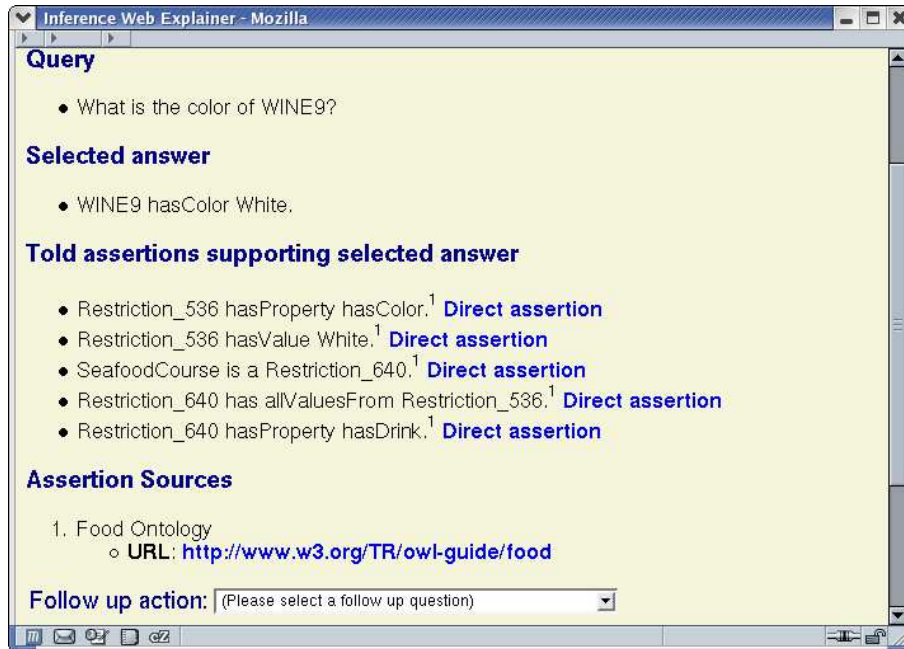 Inference Web Explainer - Mozilla
Query
• What is the color of WINE9?
Selected answer
• WINE9 hasColor White.
Told assertions supporting selected answer
• Restriction_536 hasProperty hasColor.1 Direct assertion
• Restriction_536 hasValue White.1 Direct assertion
• SeafoodCourse is a Restriction_640.1 Direct assertion
• Restriction_640 has allValuesFrom Restriction_536.1 Direct assertion
• Restriction_640 hasProperty hasDrink.1 Direct assertion
Assertion Sources
1. Food Ontology
○ URL: http://www.w3.org/TR/owl-guide/food
Follow up action: (Please select a follow up question)